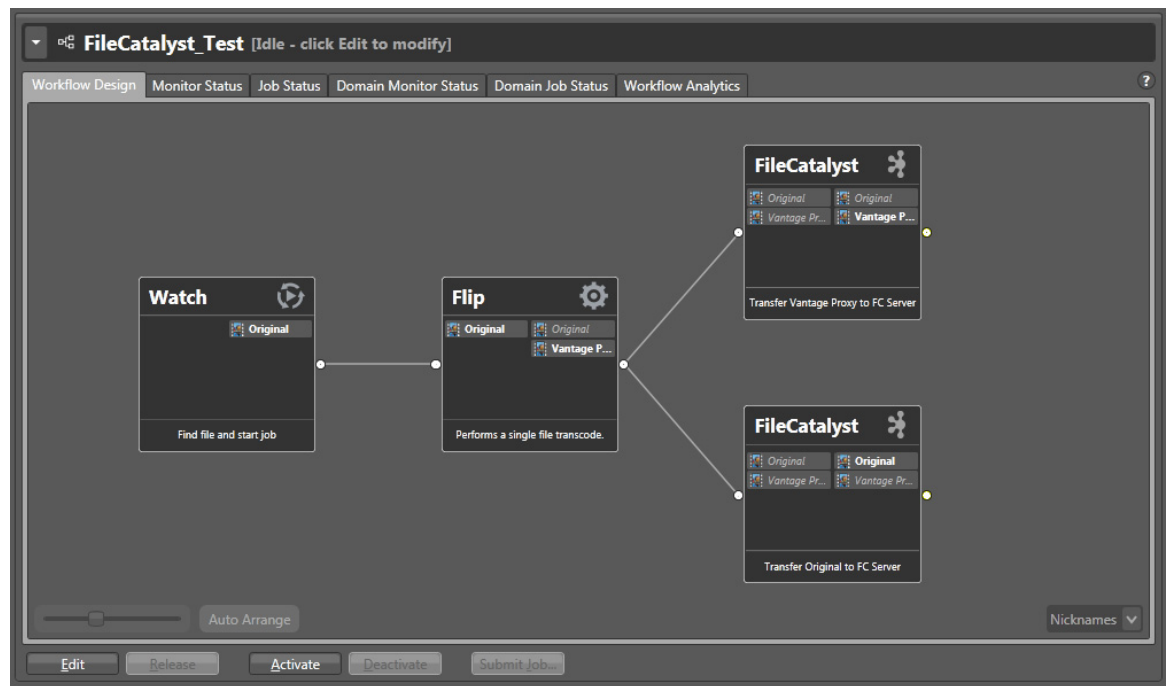 FileCatalyst_Test [Idle - click Edit to modify]
Workflow Design Monitor Status Job Status Domain Monitor Status Domain Job Status Workflow Analytics ?
FileCatalyst
Original Original
Vantage Pr... Vantage P...
Transfer Vantage Proxy to FC Server
Watch
Original
Find file and start job
Flip
Original Original
Vantage P...
Performs a single file transcode.
FileCatalyst
Original Original
Vantage Pr... Vantage Pr...
Transfer Original to FC Server
Auto Arrange
Nicknames
Edit Release Activate Deactivate Submit Job...